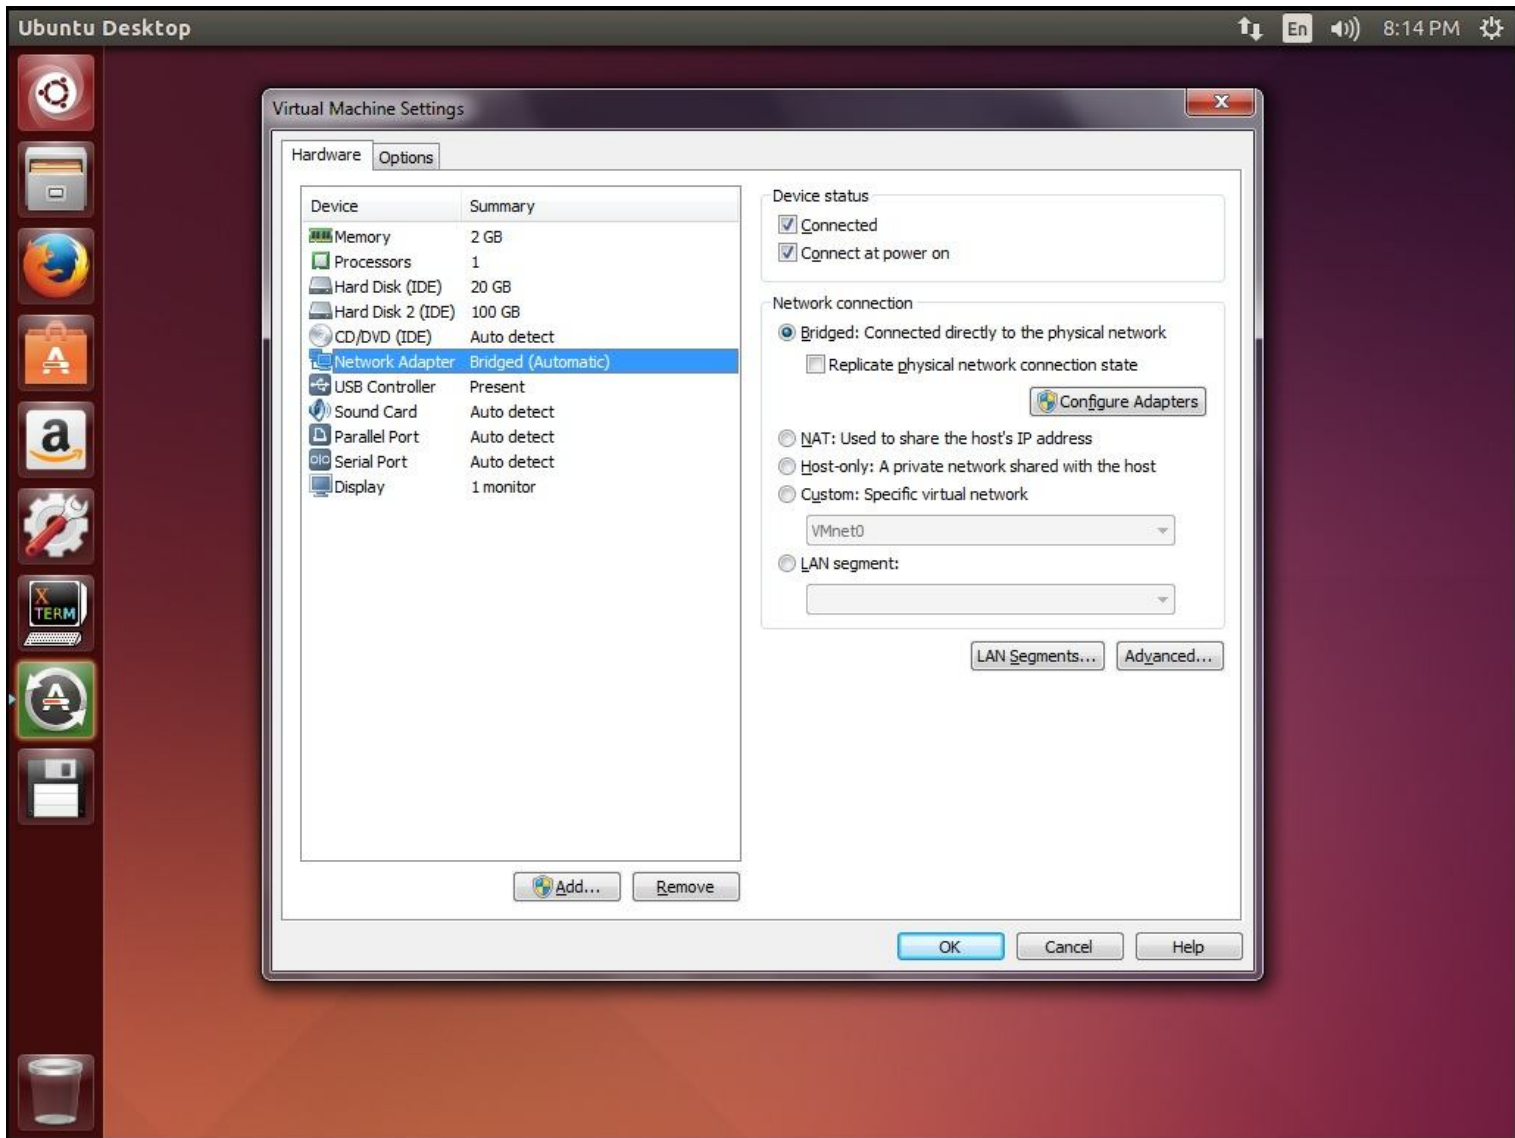 Ubuntu Desktop
En
8:14 PM
A
a
X
TERM
A
Virtual Machine Settings
x
Hardware
Options
Device Summary
Memory 2 GB
Processors 1
Hard Disk (IDE) 20 GB
Hard Disk 2 (IDE) 100 GB
CD/DVD (IDE) Auto detect
Network Adapter Bridged (Automatic)
USB Controller Present
Sound Card Auto detect
Parallel Port Auto detect
Serial Port Auto detect
Display 1 monitor
Add...
Remove
Device status
Connected
Connect at power on
Network connection
Bridged: Connected directly to the physical network
Replicate physical network connection state
Configure Adapters
NAT: Used to share the host's IP address
Host-only: A private network shared with the host
Custom: Specific virtual network
VMnet0
LAN segment:
LAN Segments...
Advanced...
OK
Cancel
Help